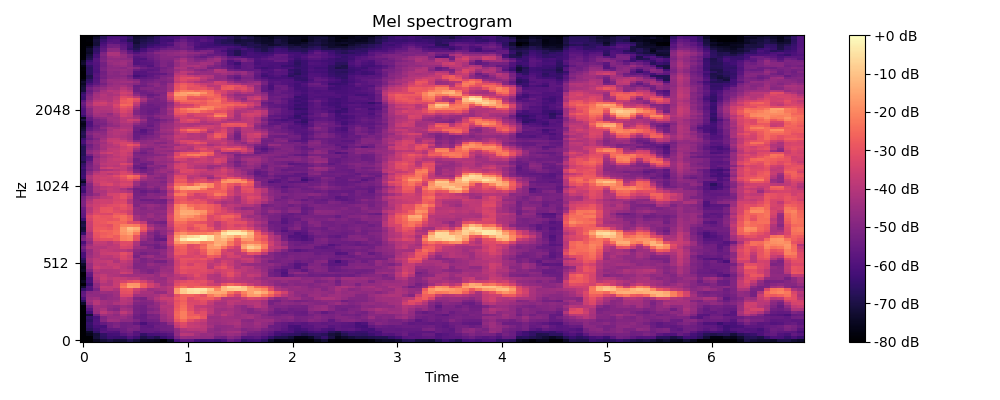 Mel spectrogram
Hz
2048
1024
512
0
0 1 2 3 4 5 6
Time
+0 dB
-10 dB
-20 dB
-30 dB
-40 dB
-50 dB
-60 dB
-70 dB
-80 dB